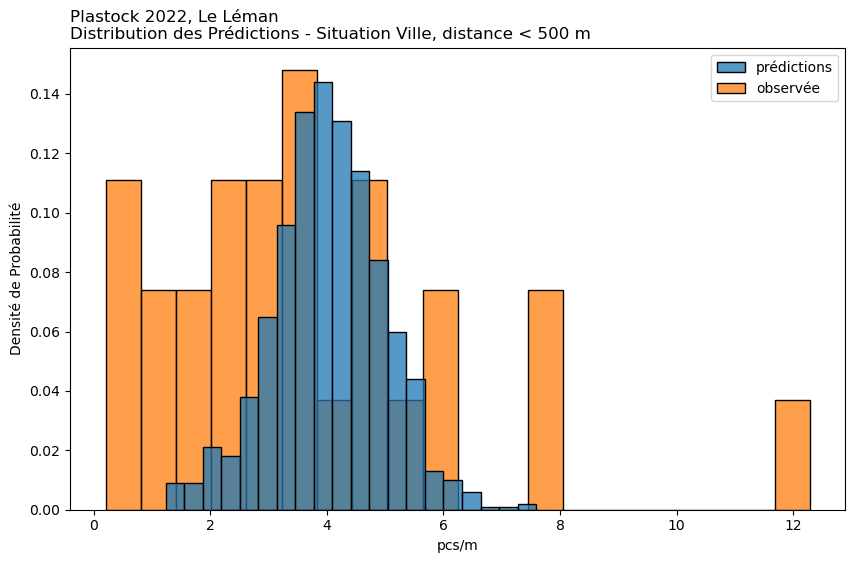 Plastock 2022, Le Léman
Distribution des Prédictions - Situation Ville, distance < 500 m
prédictions
observée
Densité de Probabilité
0.14
0.12
0.10
0.08
0.06
0.04
0.02
0.00
0 2 4 6 8 10 12
pcs/m